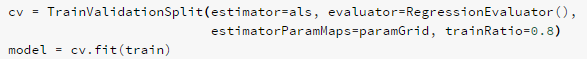 cv = TrainValidationSplit(estimator=als, evaluator=RegressionEvaluator(),
estimatorParamMaps=paramGrid, trainRatio=0.8)
model = cv.fit(train)